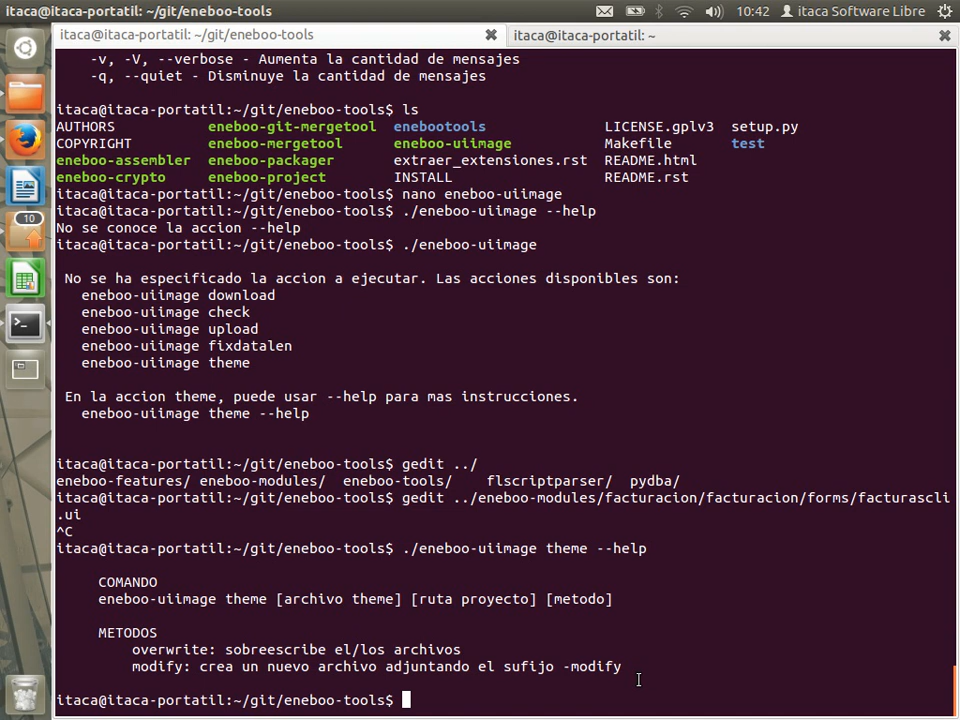 itaca@itaca-portatil: ~/git/eneboo-tools
10:42
itaca Software Libre
itaca@itaca-portatil: ~/git/eneboo-tools
itaca@itaca-portatil: ~
-v, -V, --verbose - Aumenta la cantidad de mensajes
-q, --quiet - Disminuye la cantidad de mensajes
itaca@itaca-portatil:~/git/eneboo-tools$ ls
AUTHORS eneboo-git-mergetool enebootools LICENSE.gplv3 setup.py
COPYRIGHT eneboo-mergetool eneboo-uiimage Makefile test
eneboo-assembler eneboo-packager extraer_extensiones.rst README.html
eneboo-crypto eneboo-project INSTALL README.rst
itaca@itaca-portatil:~/git/eneboo-tools$ nano eneboo-uiimage
itaca@itaca-portatil:~/git/eneboo-tools$ ./eneboo-uiimage --help
No se conoce la accion --help
itaca@itaca-portatil:~/git/eneboo-tools$ ./eneboo-uiimage
No se ha especificado la accion a ejecutar. Las acciones disponibles son:
eneboo-uiimage download
eneboo-uiimage check
eneboo-uiimage upload
eneboo-uiimage fixdatalen
eneboo-uiimage theme
En la accion theme, puede usar --help para mas instrucciones.
eneboo-uiimage theme --help
itaca@itaca-portatil:~/git/eneboo-tools$ gedit ../
eneboo-features/ eneboo-modules/ eneboo-tools/ flscriptparser/ pydba/
itaca@itaca-portatil:~/git/eneboo-tools$ gedit ../eneboo-modules/facturacion/facturacion/forms/facturascli
.ui
^C
itaca@itaca-portatil:~/git/eneboo-tools$ ./eneboo-uiimage theme --help
COMANDO
eneboo-uiimage theme [archivo theme] [ruta proyecto] [metodo]
METODOS
overwrite: sobreescribe el/los archivos
modify: crea un nuevo archivo adjuntando el sufijo -modify
itaca@itaca-portatil:~/git/eneboo-tools$
10
>_